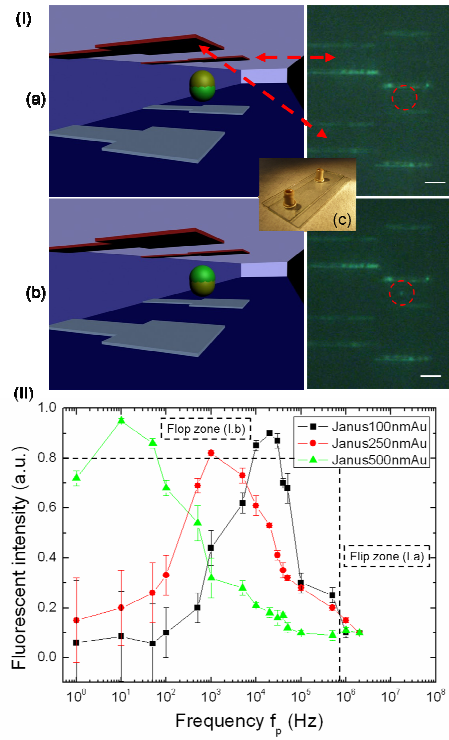 (I)
(a)
(c)
(b)
(II)
Flop zone (I.b)
Janus100nmAu
Janus250nmAu
Janus500nmAu
Flip zone (I.a)
1.0
0.8
0.6
0.4
0.2
0.0
Fluorescent intensity (a.u.)
10⁰ 10¹ 10² 10³ 10⁴ 10⁵ 10⁶ 10⁷ 10⁸
Frequency fₚ (Hz)